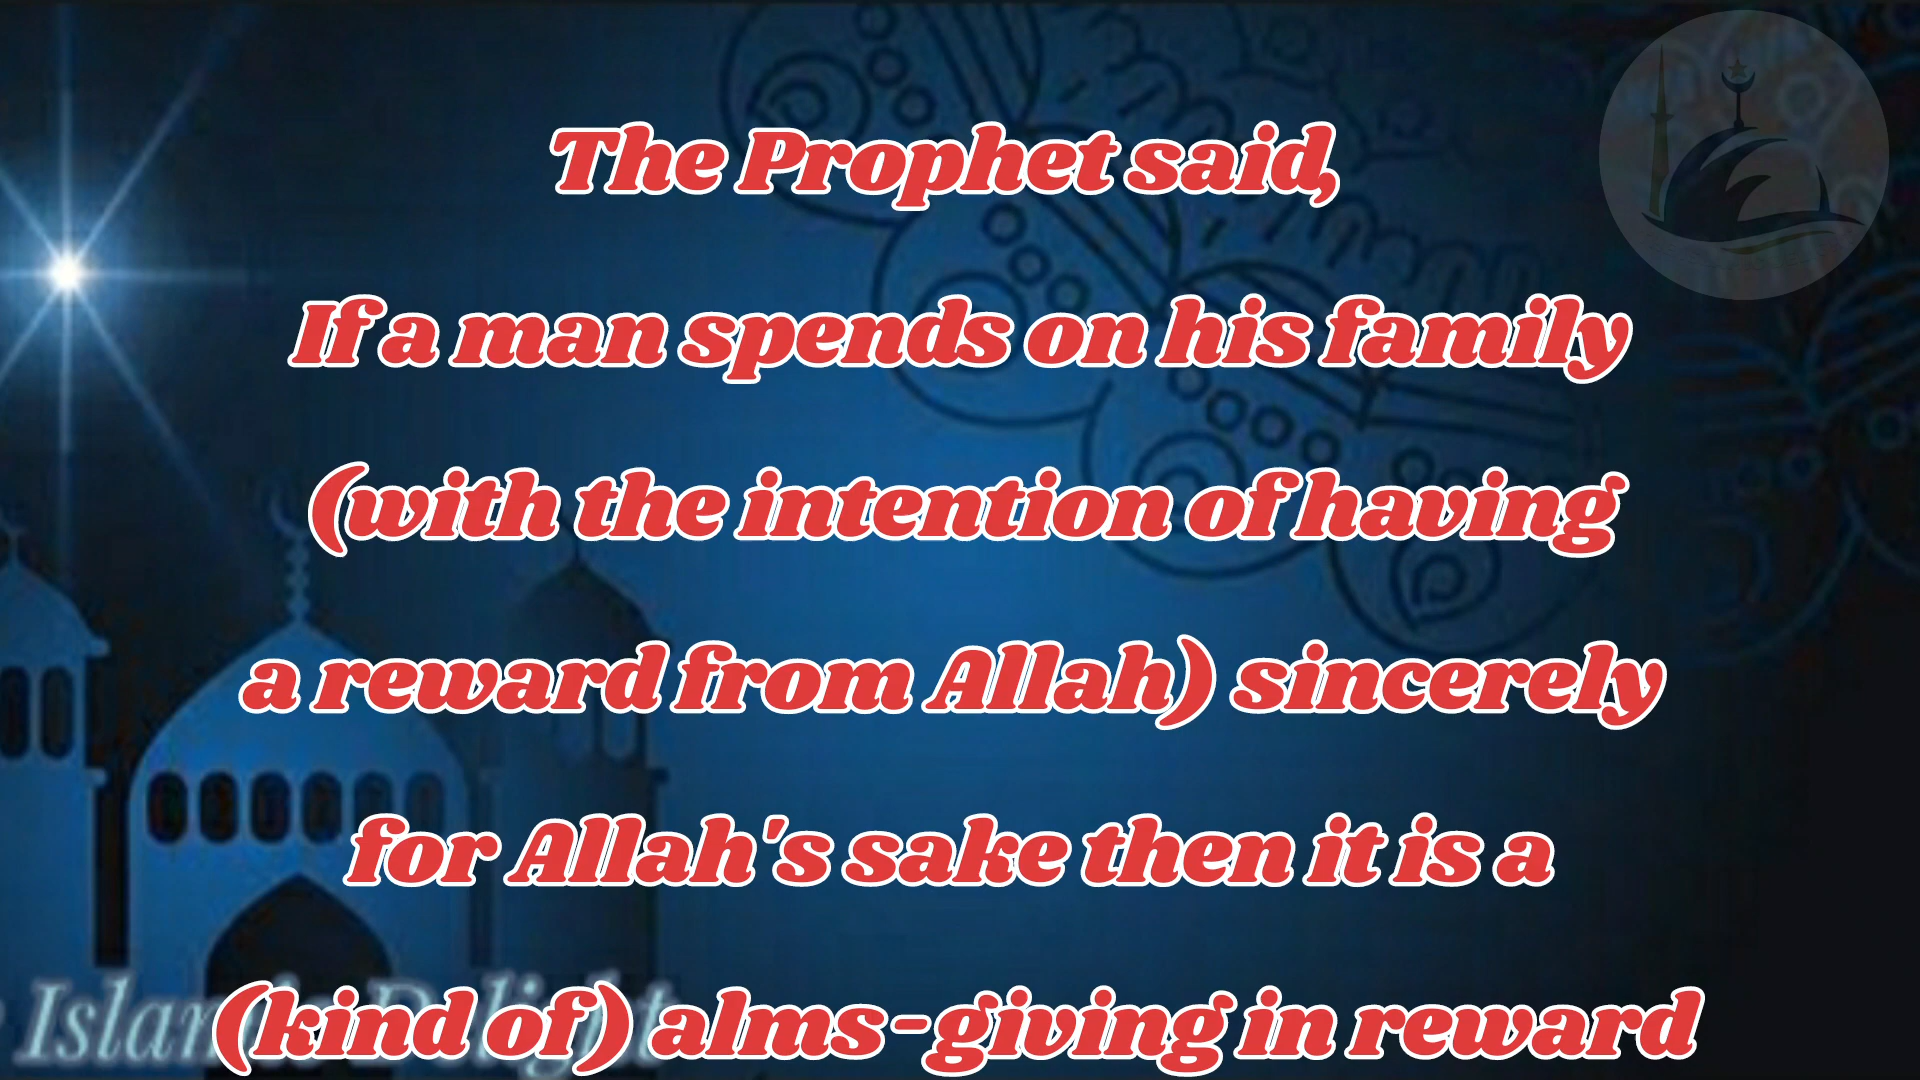 The Prophet said,
If a man spends on his family
(with the intention of having
a reward from Allah) sincerely
for Allah's sake then it is a
(kind of) alms-giving in reward